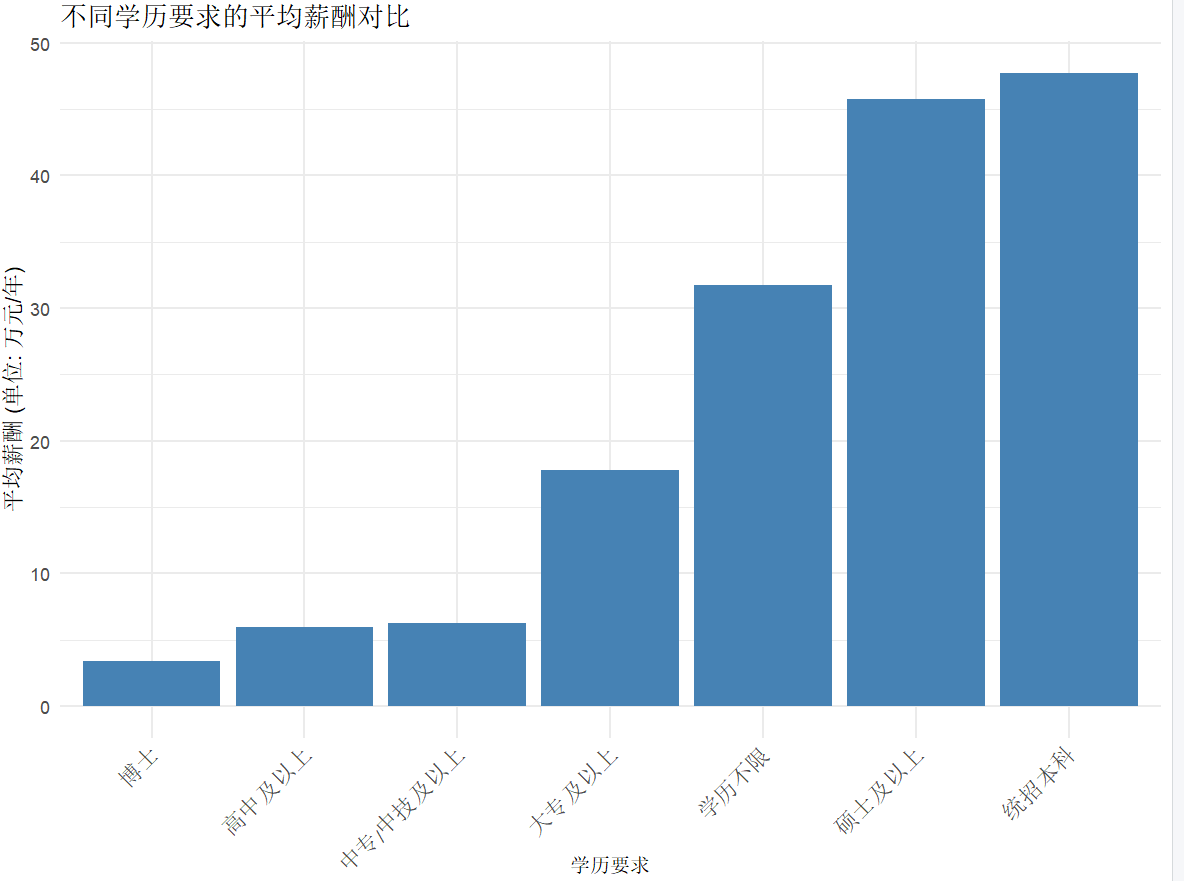 不同学历要求的平均薪酬对比
平均薪酬 (单位: 万元/年)
50
40
30
20
10
0
博士
高中及以上
中专/中技及以上
大专及以上
学历不限
硕士及以上
统招本科
学历要求